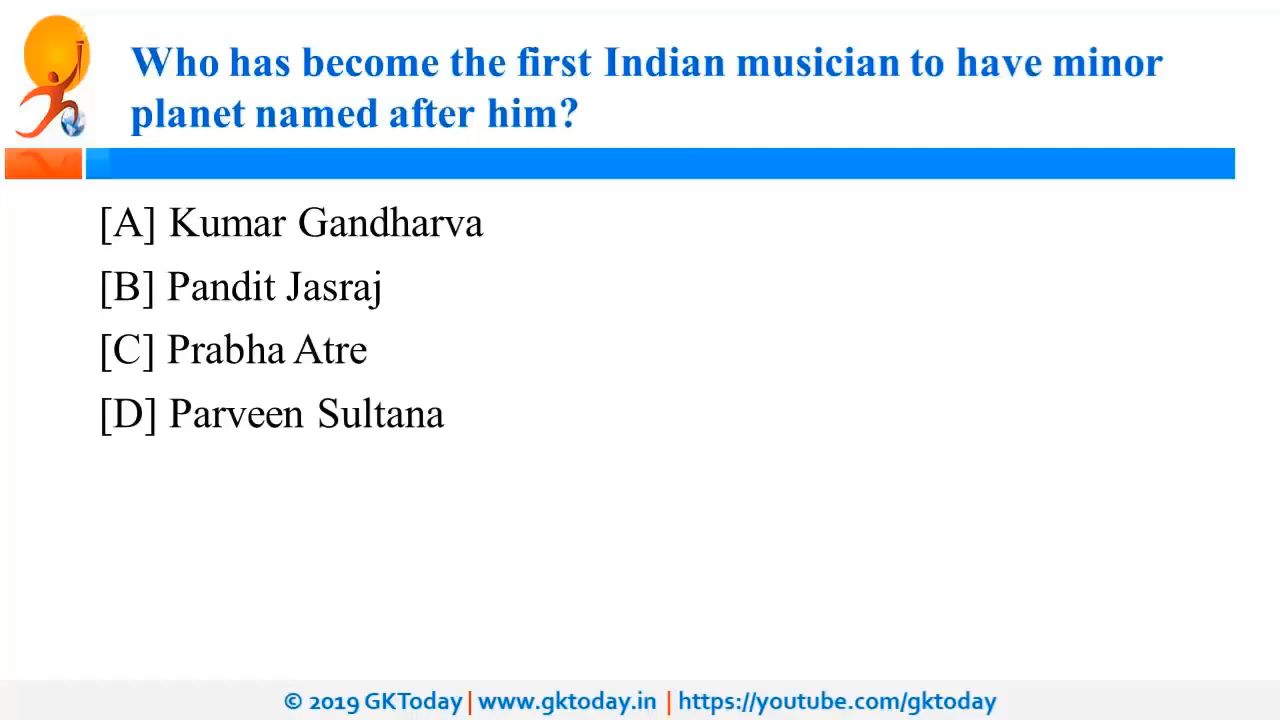 Who has become the first Indian musician to have minor
planet named after him?
[A] Kumar Gandharva
[B] Pandit Jasraj
[C] Prabha Atre
[D] Parveen Sultana
© 2019 GKToday | www.gktoday.in | https://youtube.com/gktoday